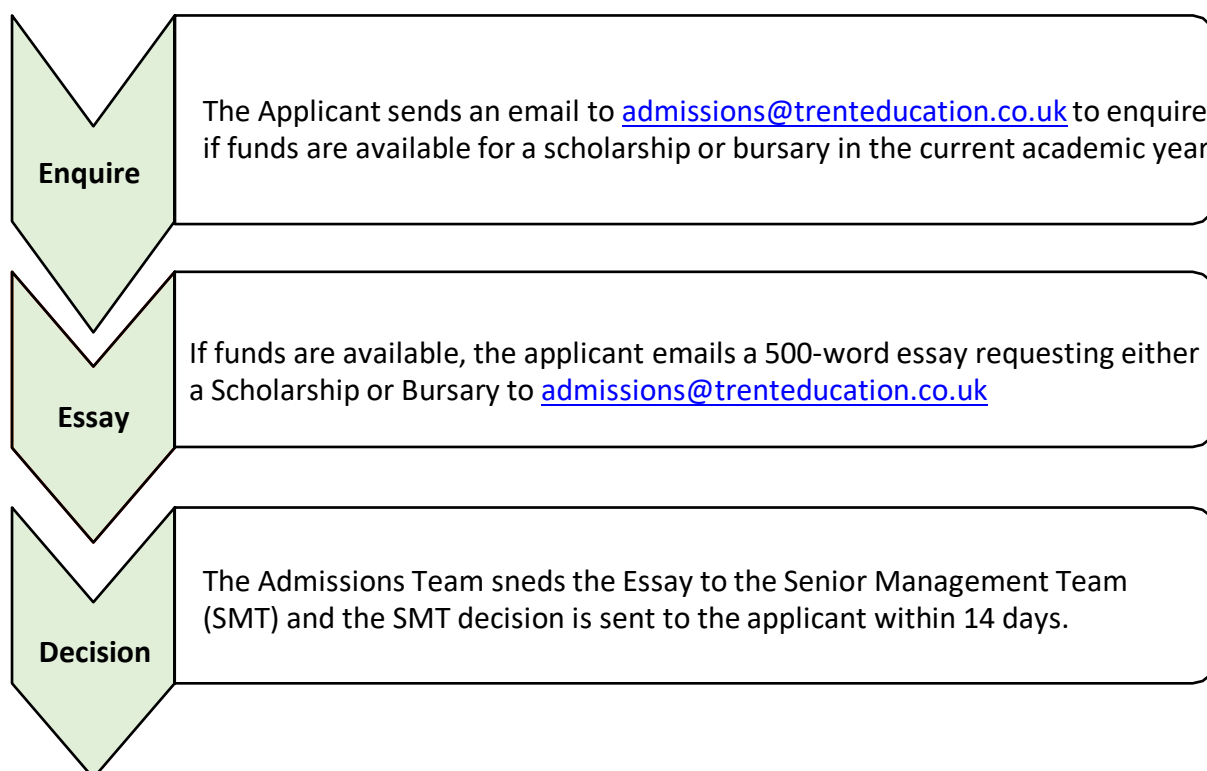 Enquire
The Applicant sends an email to admissions@trenteducation.co.uk to enquire
if funds are available for a scholarship or bursary in the current academic year
Essay
If funds are available, the applicant emails a 500-word essay requesting either
a Scholarship or Bursary to admissions@trenteducation.co.uk
Decision
The Admissions Team sneds the Essay to the Senior Management Team
(SMT) and the SMT decision is sent to the applicant within 14 days.